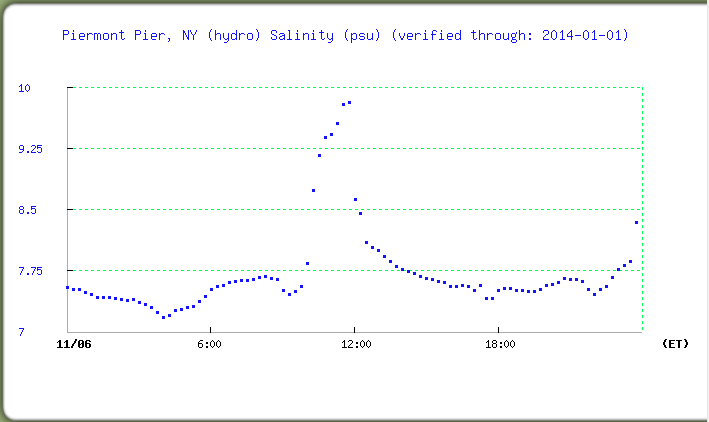 Piermont Pier, NY (hydro) Salinity (psu) (verified through: 2014-01-01)
10
9.25
8.5
7.75
7
11/06 6:00 12:00 18:00 (ET)